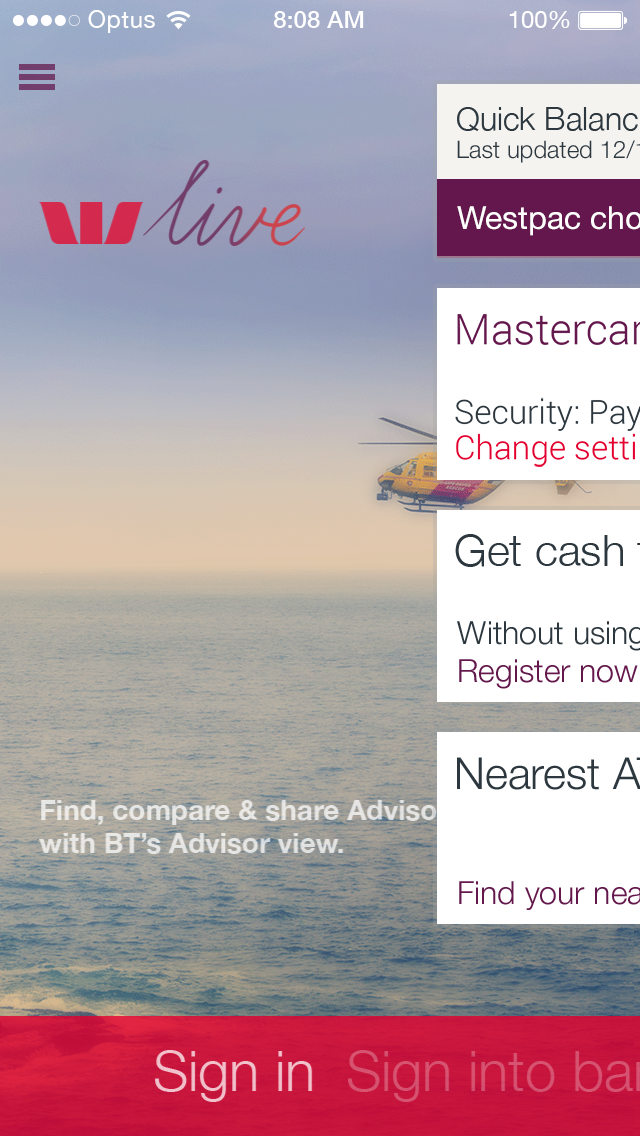 Optus 8:08 AM 100%
live
Quick Balanc
Last updated 12/1
Westpac cho
Mastercar
Security: Pay
Change setti
Get cash
Without using
Register now
Nearest AT
Find, compare & share Adviso
with BT's Advisor view.
Find your nea
Sign in Sign into ba